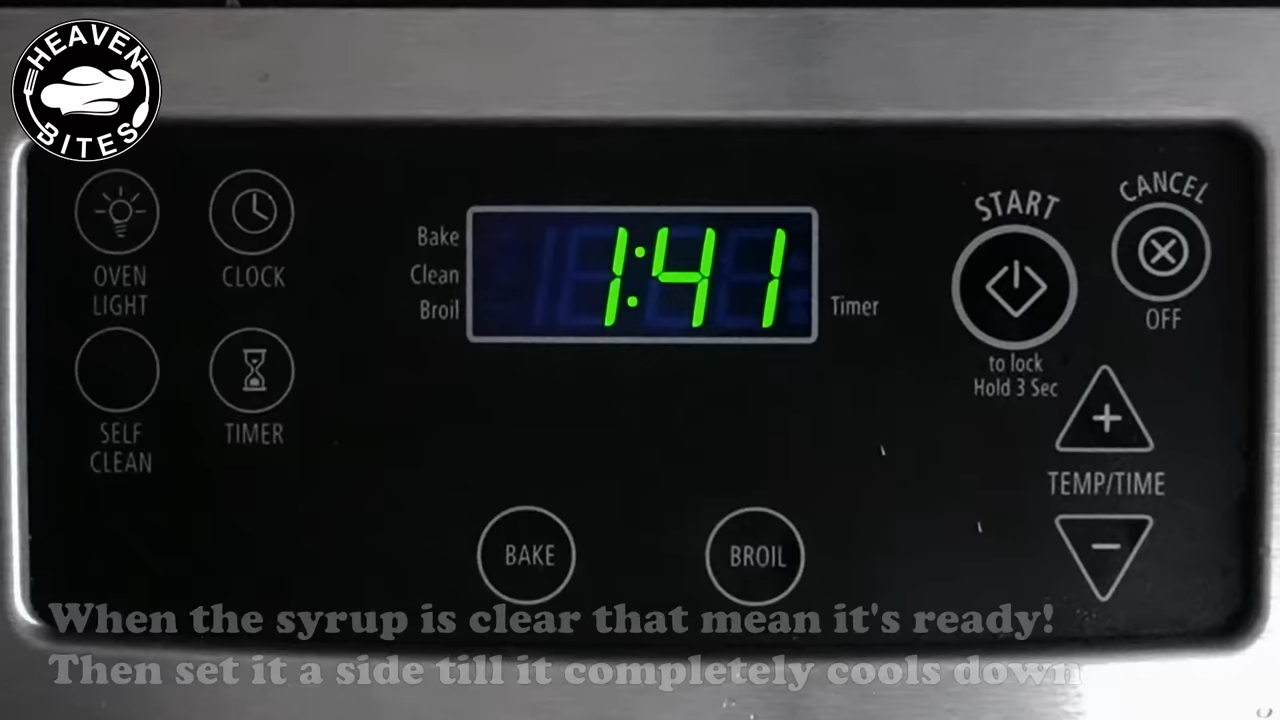 HEAVEN
BITES
OVEN
LIGHT
CLOCK
SELF
CLEAN
TIMER
Bake
Clean
Broil
1:41
Timer
START
to lock
Hold 3 Sec
CANCEL
OFF
+
TEMP/TIME
−
BAKE
BROIL
When the syrup is clear that mean it's ready!
Then set it a side till it completely cools down